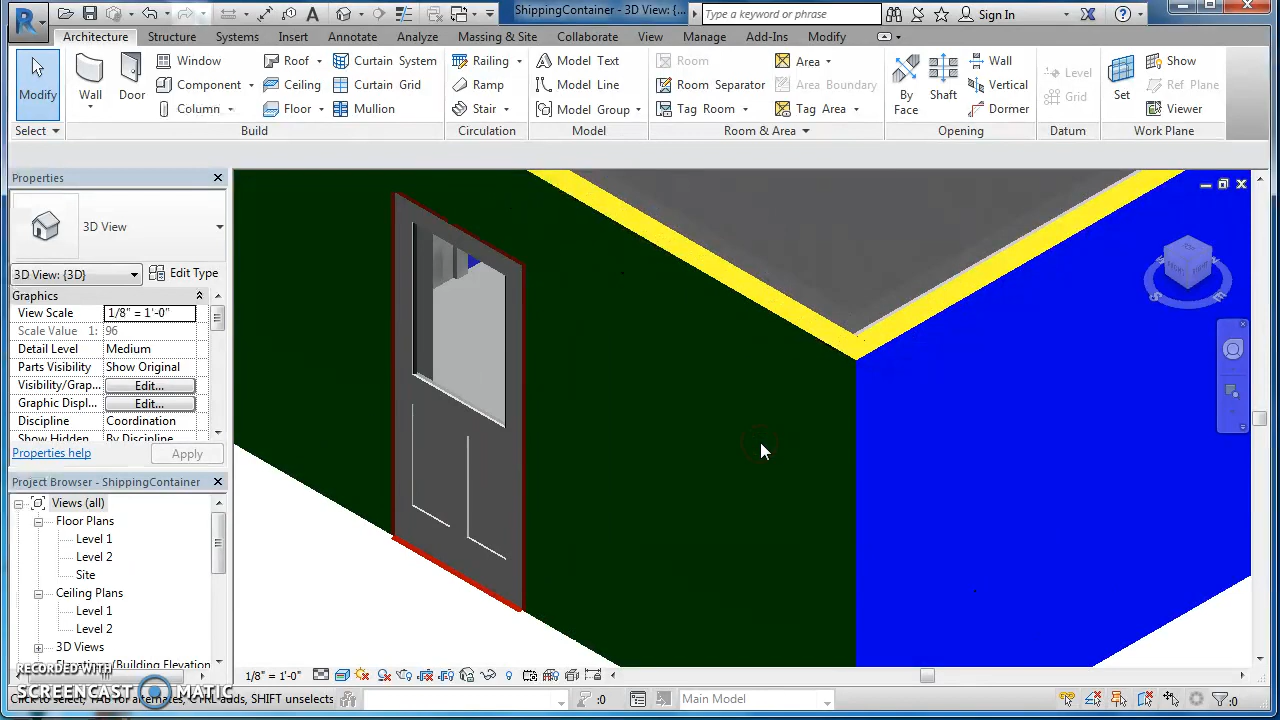 ShippingContainer - 3D View: {...
Type a keyword or phrase
Sign In
Architecture Structure Systems Insert Annotate Analyze Massing & Site Collaborate View Manage Add-Ins Modify
Modify
Wall
Door
Window
Component
Column
Roof
Ceiling
Floor
Curtain System
Curtain Grid
Mullion
Railing
Ramp
Stair
Model Text
Model Line
Model Group
Room
Room Separator
Tag Room
Area
Area Boundary
Tag Area
By Face
Shaft
Wall
Vertical
Dormer
Level
Grid
Set
Show
Ref Plane
Viewer
Select Build Circulation Model Room & Area Opening Datum Work Plane
Properties
3D View
3D View: {3D} Edit Type
Graphics
View Scale 1/8" = 1'-0"
Scale Value 1: 96
Detail Level Medium
Parts Visibility Show Original
Visibility/Grap... Edit...
Graphic Displ... Edit...
Discipline Coordination
Show Hidden By Discipline
Properties help Apply
Project Browser - ShippingContainer
Views (all)
Floor Plans
Level 1
Level 2
Site
Ceiling Plans
Level 1
Level 2
3D Views
Elevations (Building Elevation
RECORDED WITH
SCREENCAST MATIC
1/8" = 1'-0"
Click to select, TAB for alternates, CTRL adds, SHIFT unselects
:0
Main Model
:0